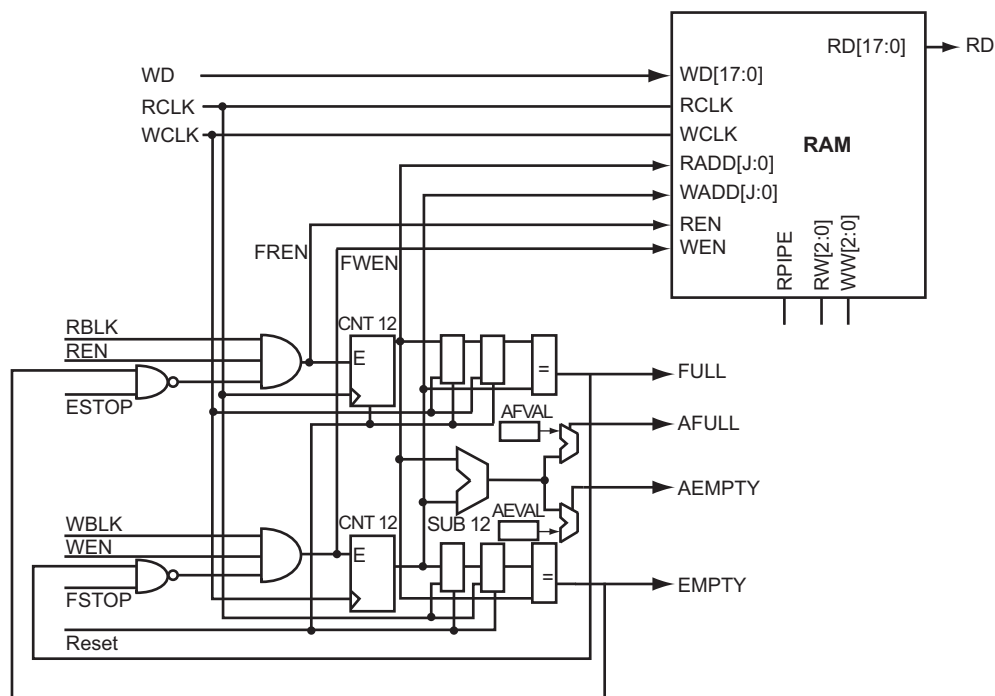 RD[17:0]
RD
WD
WD[17:0]
RCLK
RCLK
WCLK
WCLK
RAM
RADD[J:0]
WADD[J:0]
REN
FREN
FWEN
WEN
RPIPE
RW[2:0]
WW[2:0]
RBLK
CNT 12
REN
E
=
FULL
ESTOP
AFVAL
AFULL
AEMPTY
WBLK
CNT 12
SUB 12
AEVAL
WEN
E
=
EMPTY
FSTOP
Reset